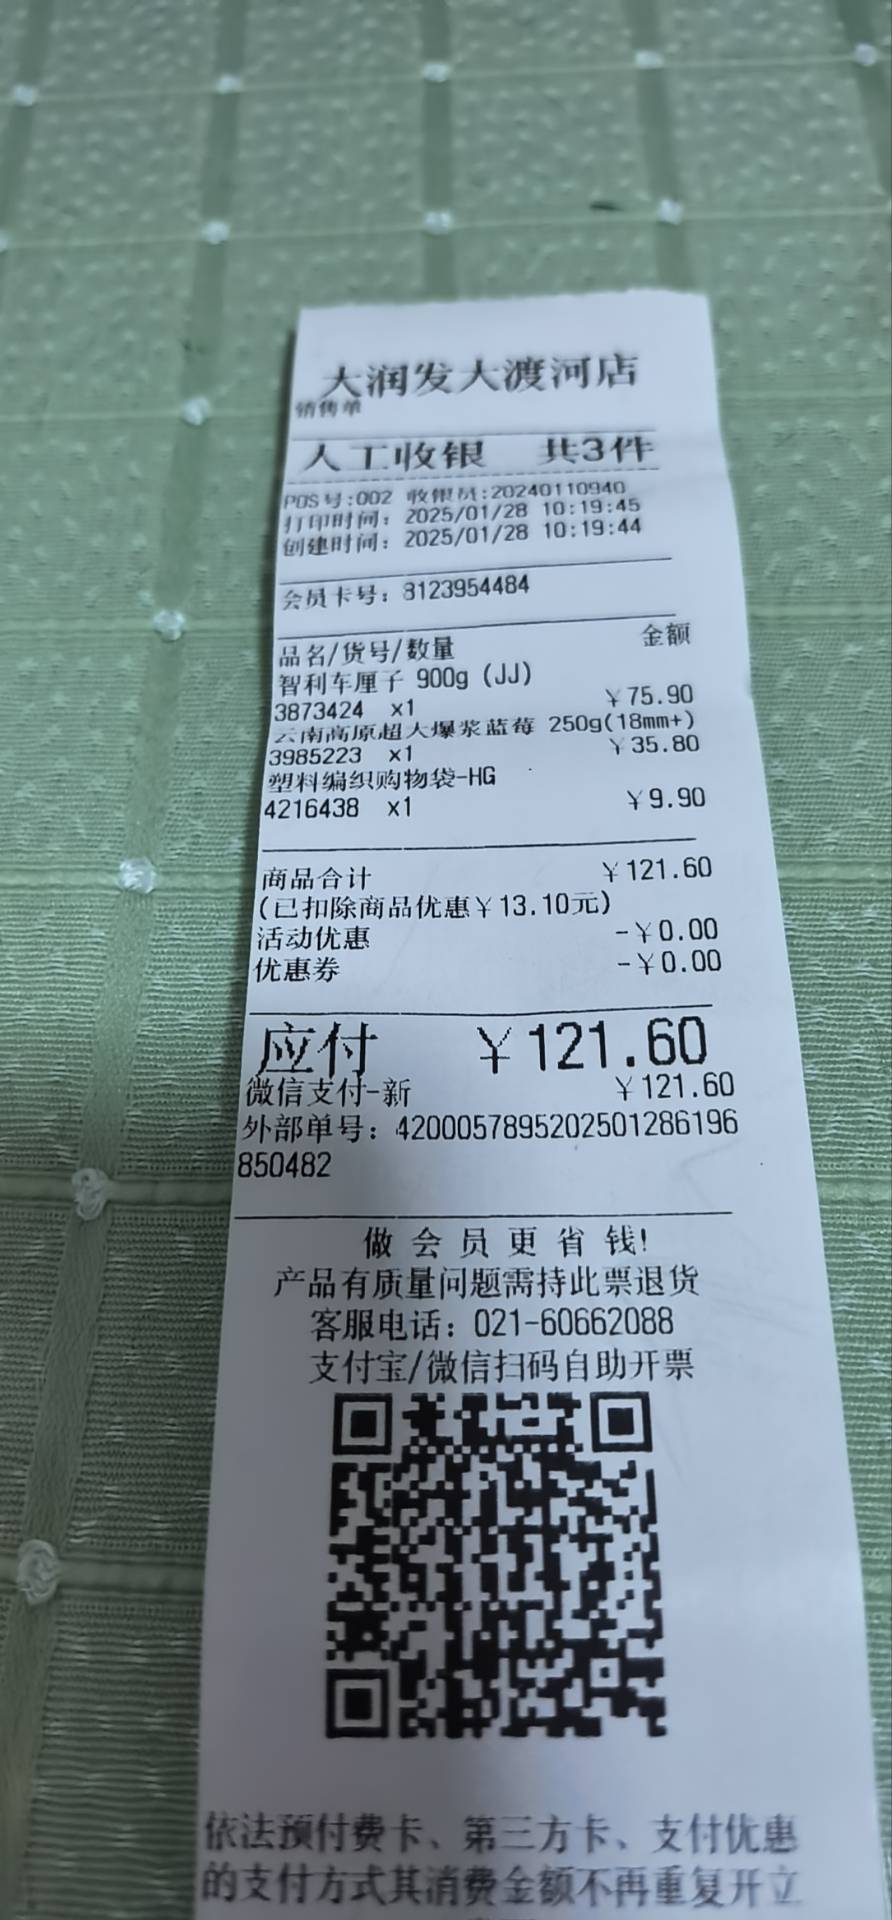 大润发大渡河店
销售单
人工收银 共3件
POS号:002 收银员:20240110940
打印时间: 2025/01/28 10:19:45
创建时间: 2025/01/28 10:19:44
会员卡号: 8123954484
品名/货号/数量 金额
智利车厘子 900g (JJ)
3873424 x1 ￥75.90
云南高原超大爆浆蓝莓 250g(18mm+)
3985223 x1 ￥35.80
塑料编织购物袋-HG
4216438 x1 ￥9.90
商品合计 ￥121.60
(已扣除商品优惠￥13.10元)
活动优惠 -￥0.00
优惠券 -￥0.00
应付 ￥121.60
微信支付-新 ￥121.60
外部单号: 4200057895202501286196
850482
做会员更省钱!
产品有质量问题需持此票退货
客服电话: 021-60662088
支付宝/微信扫码自助开票
依法预付费卡、第三方卡、支付优惠
的支付方式其消费金额不再重复开立